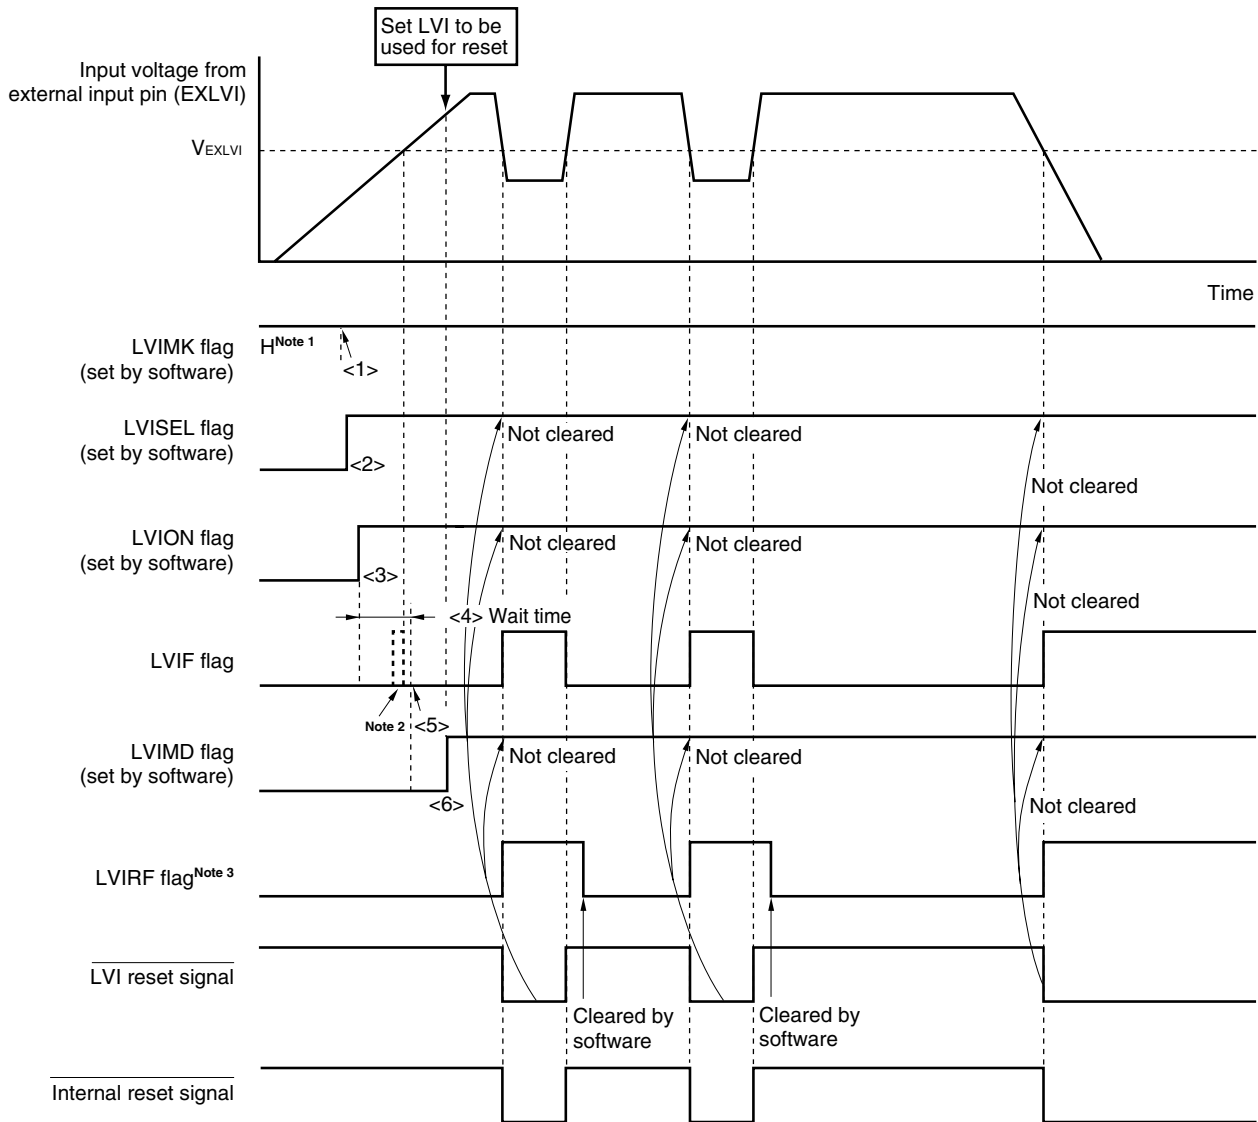 Set LVI to be
used for reset
Input voltage from
external input pin (EXLVI)
VEXLVI
Time
LVIMK flag
(set by software)
HNote 1
<1>
LVISEL flag
(set by software)
<2>
Not cleared
Not cleared
Not cleared
LVION flag
(set by software)
<3>
Not cleared
Not cleared
Not cleared
<4> Wait time
LVIF flag
Note 2
<5>
LVIMD flag
(set by software)
<6>
Not cleared
Not cleared
Not cleared
LVIRF flagNote 3
LVI reset signal
Cleared by
software
Cleared by
software
Internal reset signal